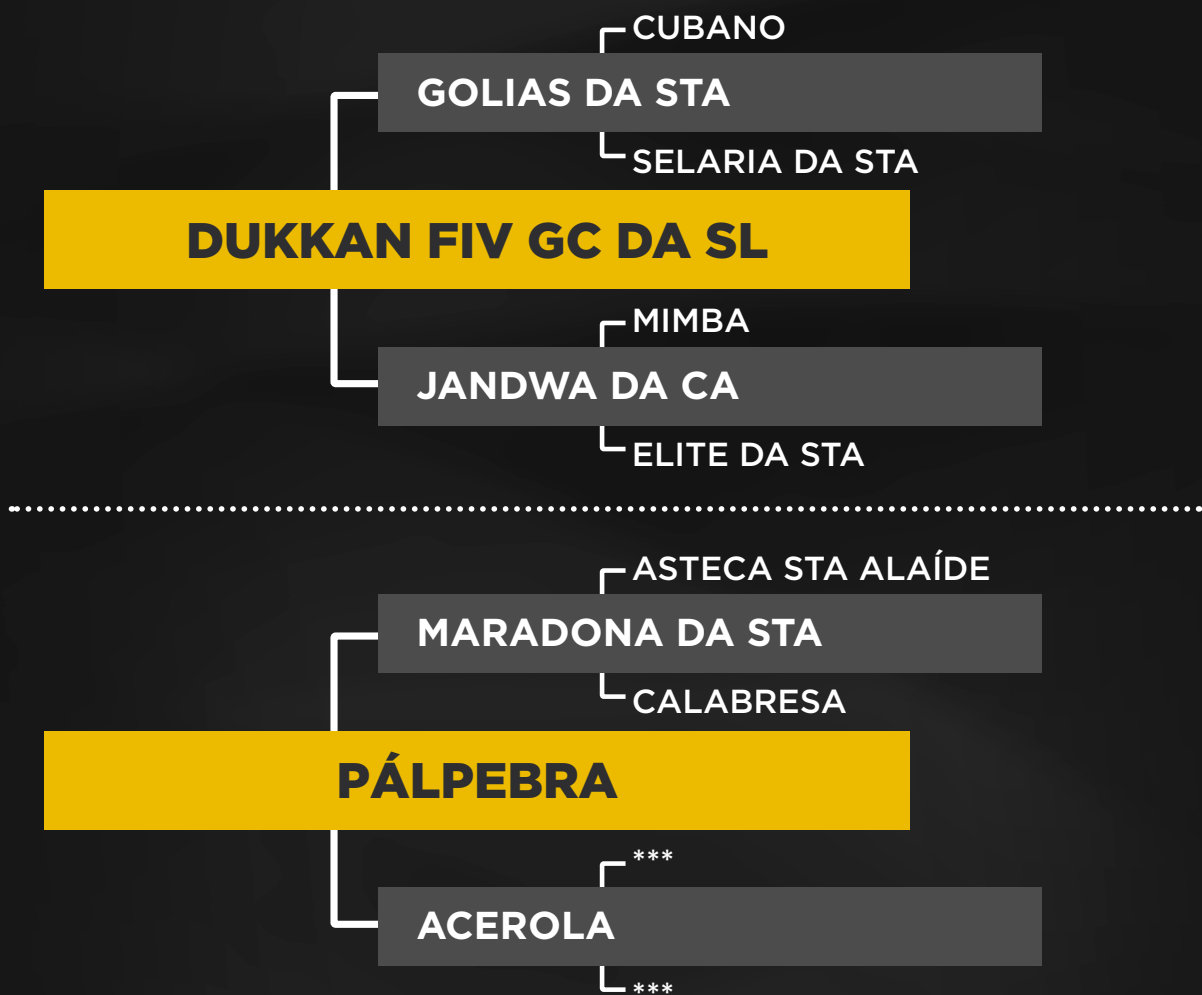 CUBANO
GOLIAS DA STA
SELARIA DA STA
DUKKAN FIV GC DA SL
MIMBA
JANDWA DA CA
ELITE DA STA
ASTECA STA ALAÍDE
MARADONA DA STA
CALABRESA
PÁLPEBRA
***
ACEROLA
***